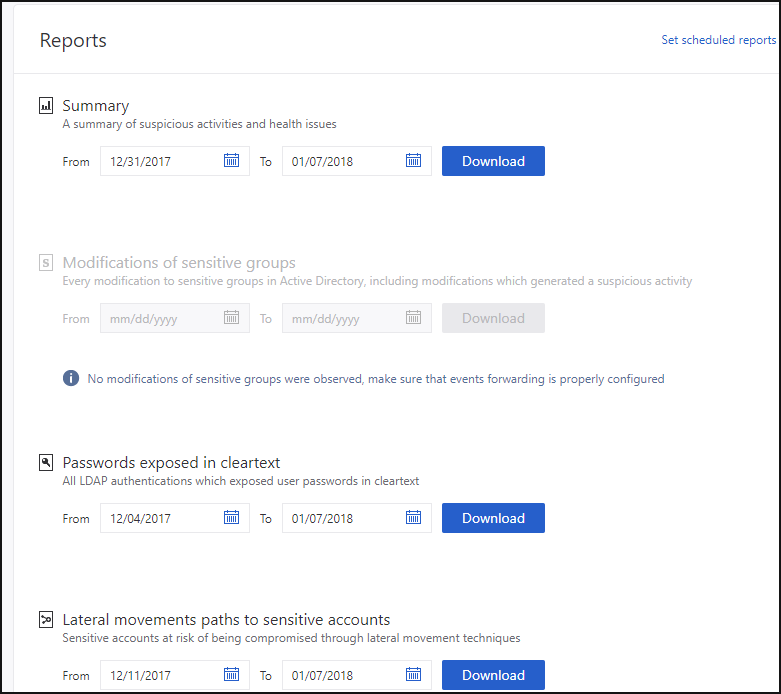 Reports
Set scheduled reports
Summary
A summary of suspicious activities and health issues
From 12/31/2017 To 01/07/2018 Download
S Modifications of sensitive groups
Every modification to sensitive groups in Active Directory, including modifications which generated a suspicious activity
From mm/dd/yyyy To mm/dd/yyyy Download
i No modifications of sensitive groups were observed, make sure that events forwarding is properly configured
Passwords exposed in cleartext
All LDAP authentications which exposed user passwords in cleartext
From 12/04/2017 To 01/07/2018 Download
Lateral movements paths to sensitive accounts
Sensitive accounts at risk of being compromised through lateral movement techniques
From 12/11/2017 To 01/07/2018 Download